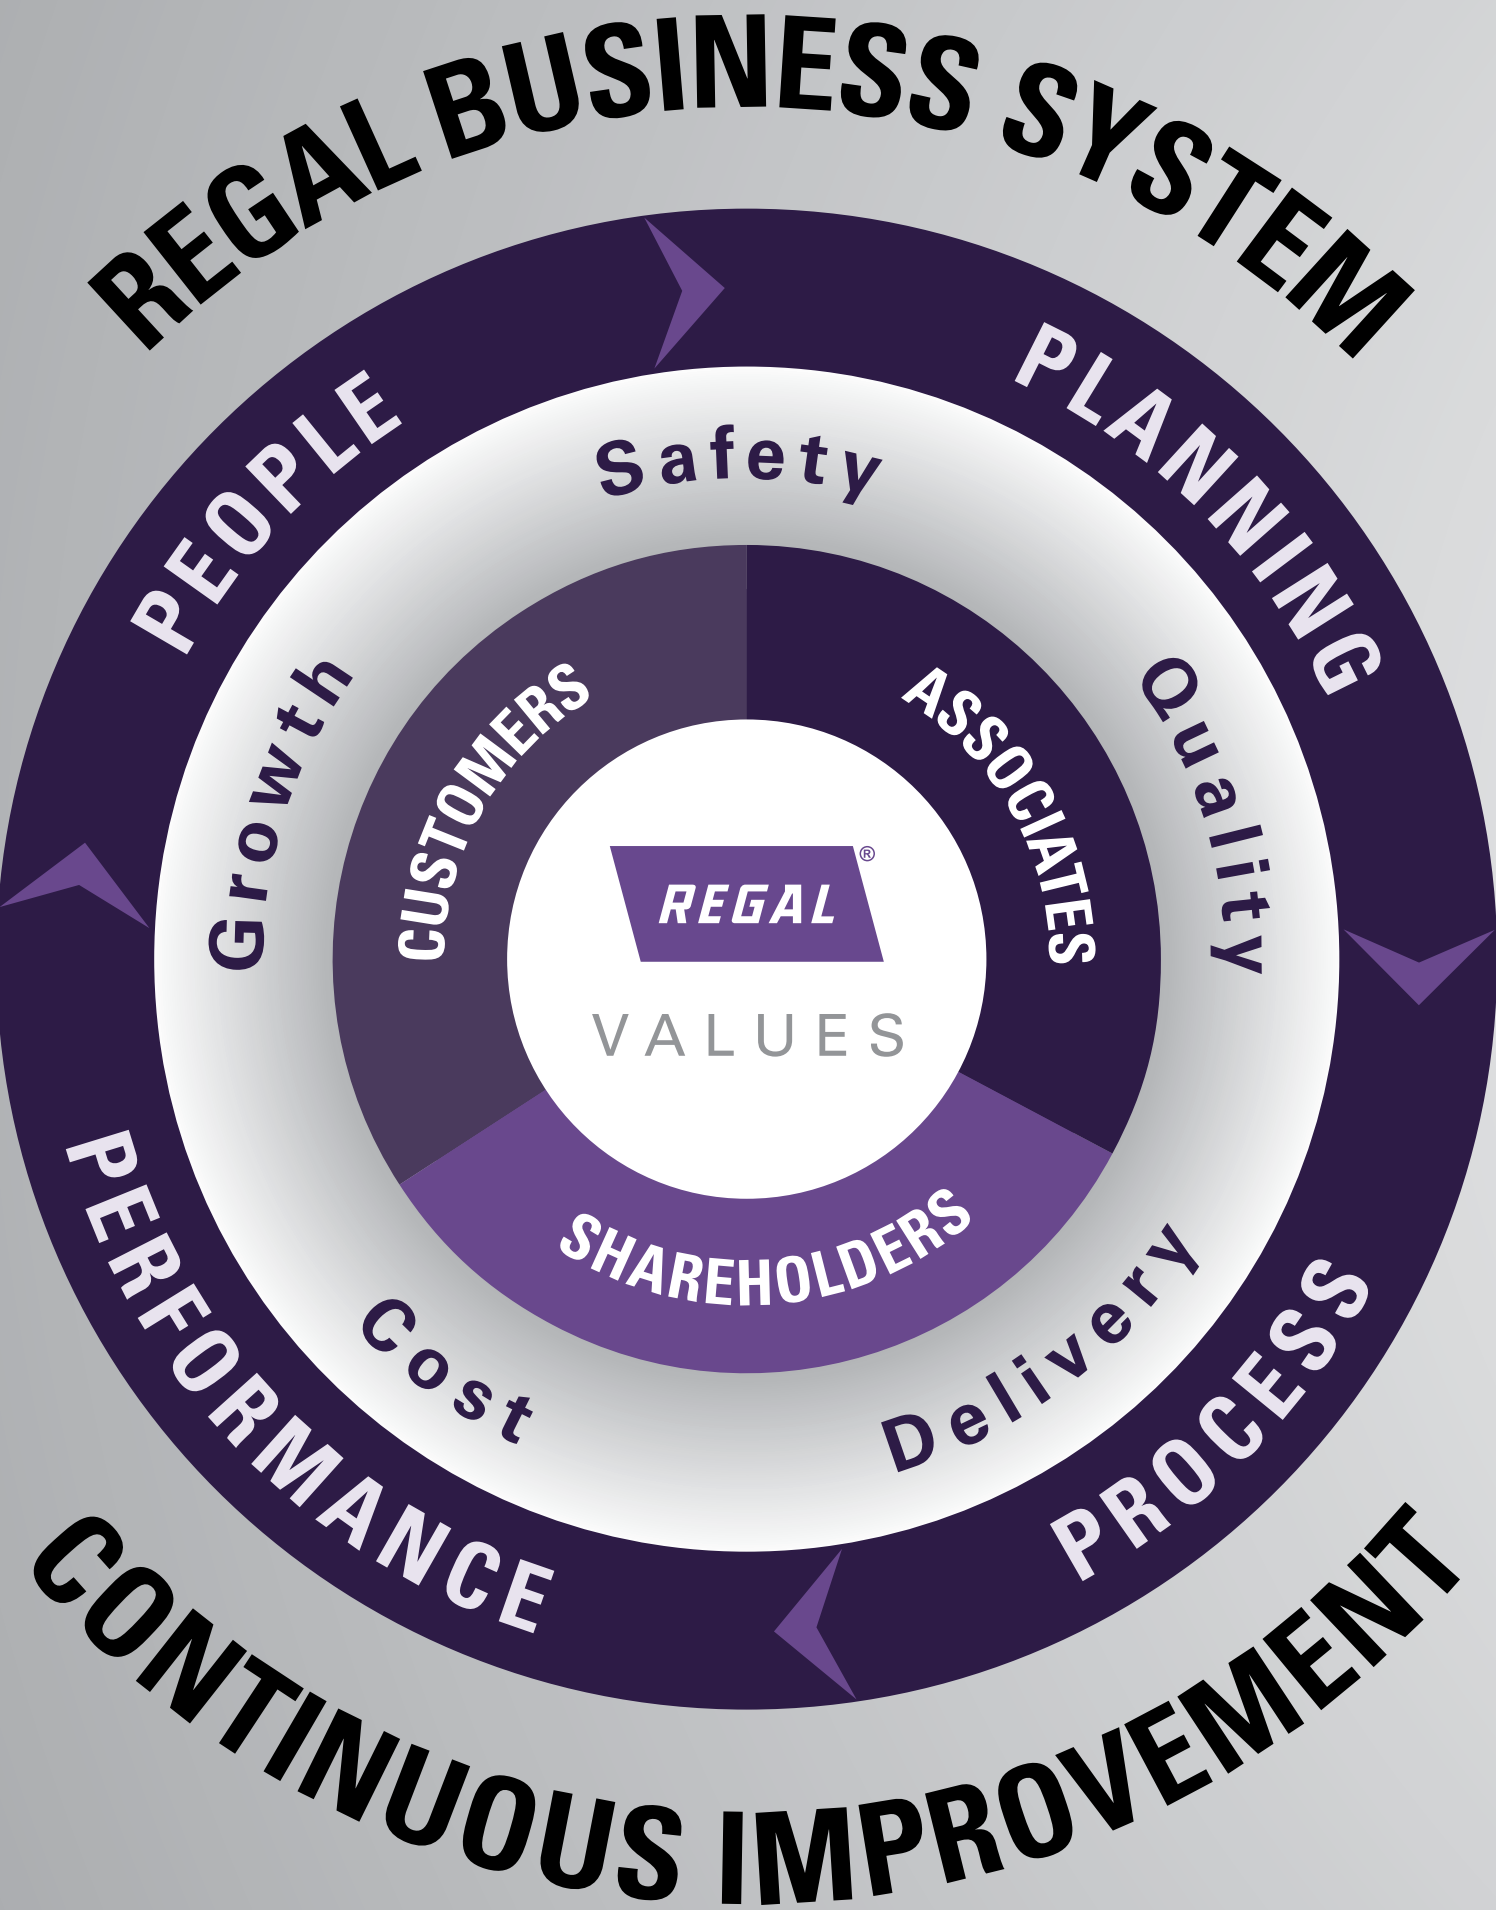 REGAL BUSINESS SYSTEM
PEOPLE
PLANNING
PROCESS
PERFORMANCE
Safety
Quality
Delivery
Cost
Growth
CUSTOMERS
ASSOCIATES
SHAREHOLDERS
REGAL®
VALUES
CONTINUOUS IMPROVEMENT